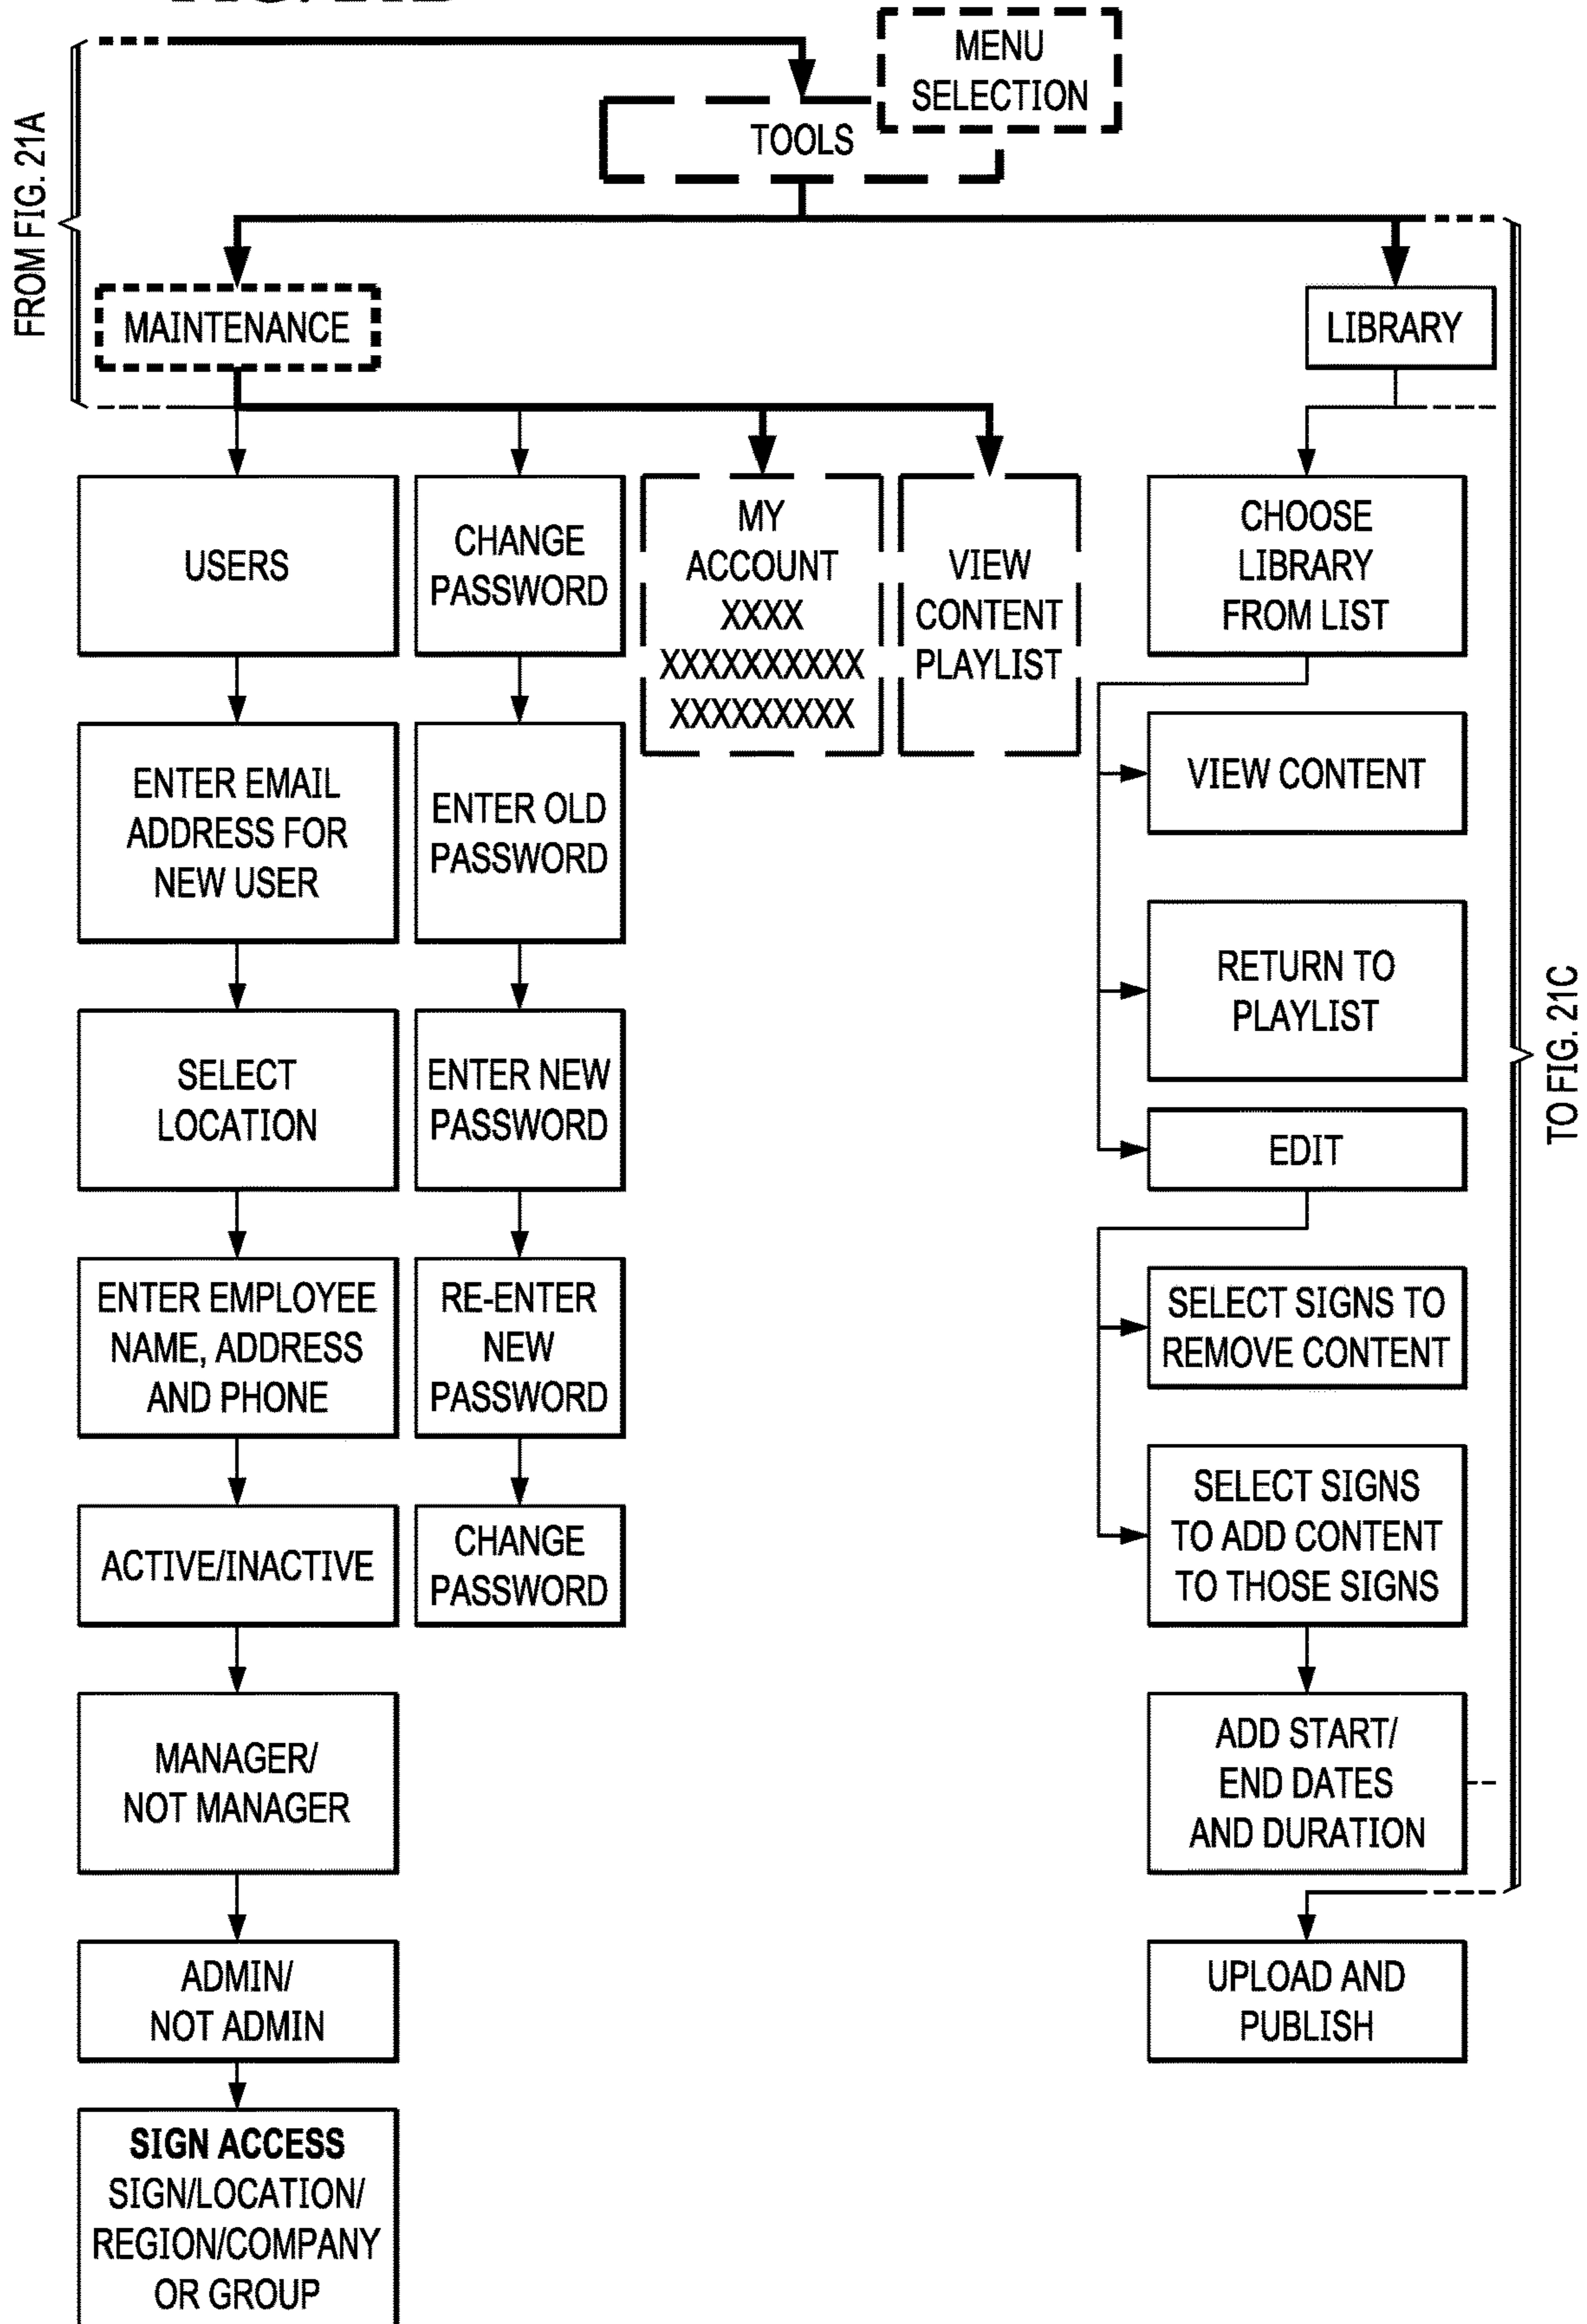 FROM FIG. 21A
MENU
SELECTION
TOOLS
MAINTENANCE
LIBRARY
USERS
CHANGE
PASSWORD
MY
ACCOUNT
XXXX
XXXXXXXXXX
XXXXXXXXX
VIEW
CONTENT
PLAYLIST
CHOOSE
LIBRARY
FROM LIST
ENTER EMAIL
ADDRESS FOR
NEW USER
ENTER OLD
PASSWORD
VIEW CONTENT
RETURN TO
PLAYLIST
TO FIG. 21C
SELECT
LOCATION
ENTER NEW
PASSWORD
EDIT
ENTER EMPLOYEE
NAME, ADDRESS
AND PHONE
RE-ENTER
NEW
PASSWORD
SELECT SIGNS TO
REMOVE CONTENT
ACTIVE/INACTIVE
CHANGE
PASSWORD
SELECT SIGNS
TO ADD CONTENT
TO THOSE SIGNS
MANAGER/
NOT MANAGER
ADD START/
END DATES
AND DURATION
ADMIN/
NOT ADMIN
UPLOAD AND
PUBLISH
SIGN ACCESS
SIGN/LOCATION/
REGION/COMPANY
OR GROUP